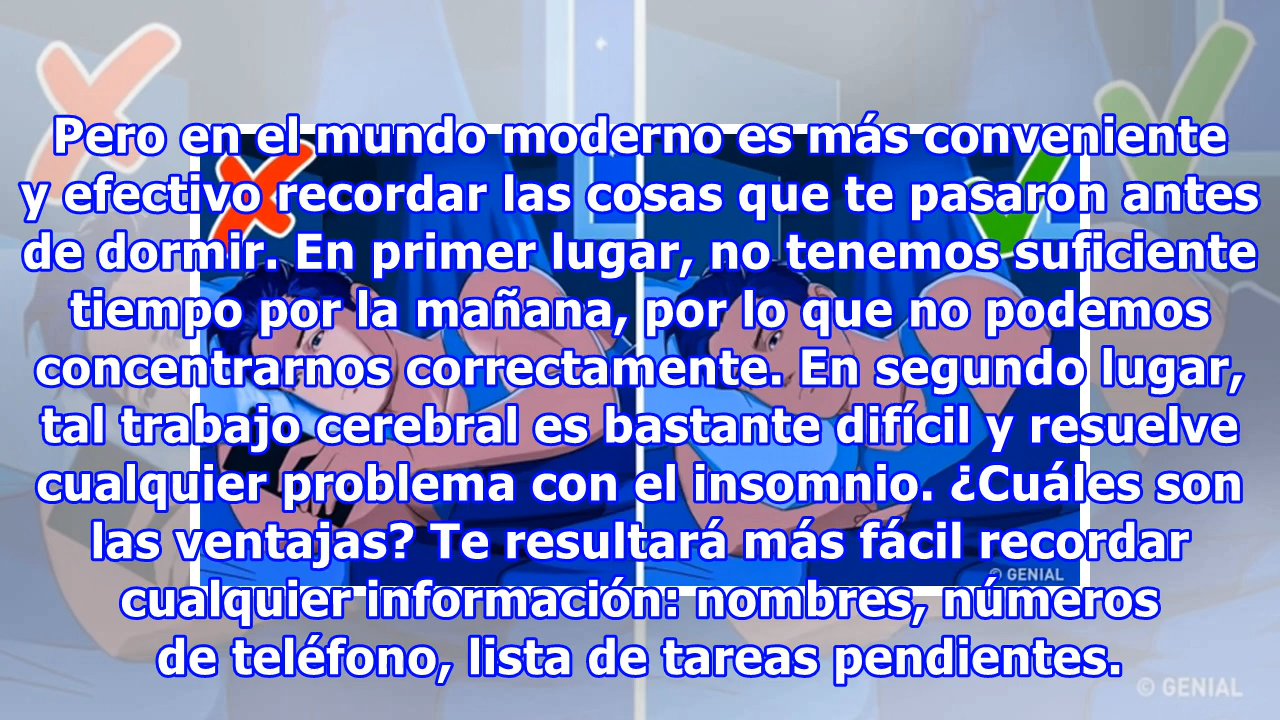 Pero en el mundo moderno es más conveniente
y efectivo recordar las cosas que te pasaron antes
de dormir. En primer lugar, no tenemos suficiente
tiempo por la mañana, por lo que no podemos
concentrarnos correctamente. En segundo lugar,
tal trabajo cerebral es bastante difícil y resuelve
cualquier problema con el insomnio. ¿Cuáles son
las ventajas? Te resultará más fácil recordar
© GENIAL
cualquier información: nombres, números
de teléfono, lista de tareas pendientes.
© GENIAL